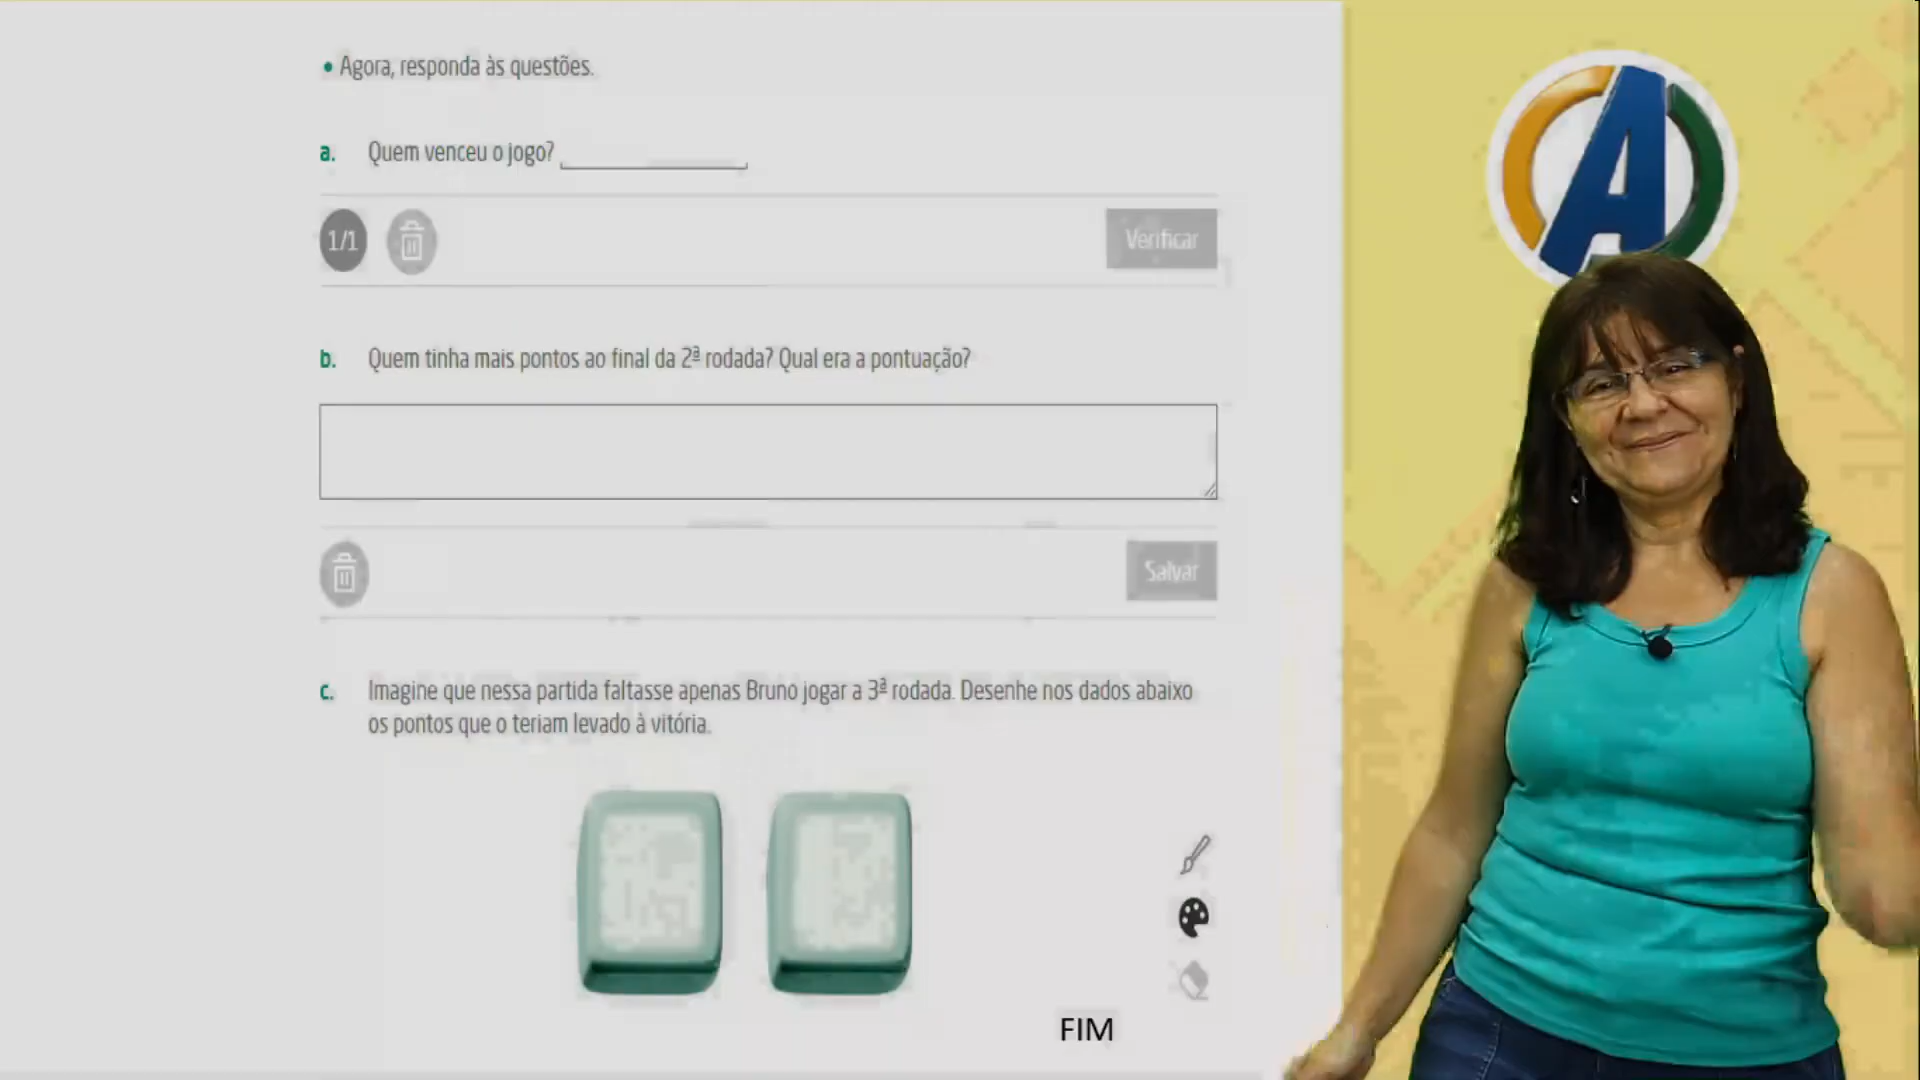 • Agora, responda às questões.
a. Quem venceu o jogo?
1/1
Verificar
b. Quem tinha mais pontos ao final da 2ª rodada? Qual era a pontuação?
Salvar
c. Imagine que nessa partida faltasse apenas Bruno jogar a 3ª rodada. Desenhe nos dados abaixo
os pontos que o teriam levado à vitória.
FIM
A